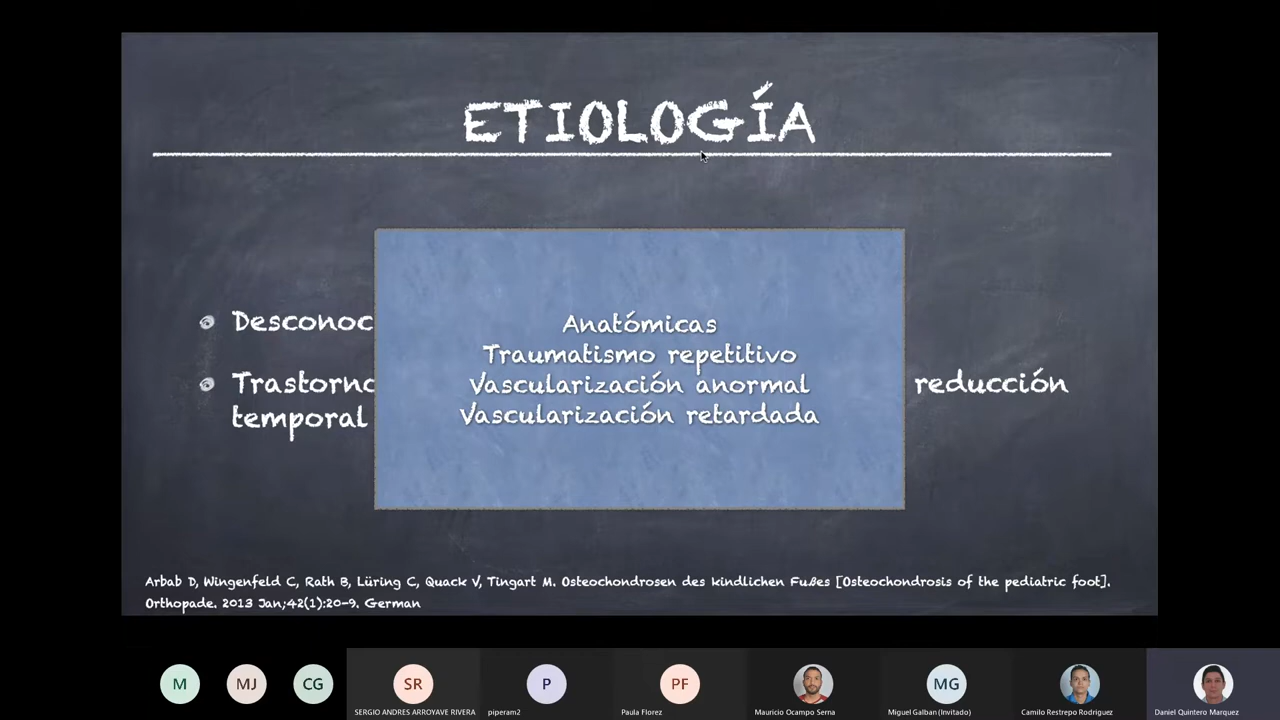 ETIOLOGÍA
Desconoc
Trastorno
reducción
temporal
Anatómicas
Traumatismo repetitivo
Vascularización anormal
Vascularización retardada
Arbab D, Wingenfeld C, Rath B, Lüring C, Quack V, Tingart M. Osteochondrosen des kindlichen Fußes [Osteochondrosis of the pediatric foot].
Orthopade. 2013 Jan;42(1):20-9. German
M
MJ
CG
SR
P
PF
MG
SERGIO ANDRES ARROYAVE RIVERA
piperam2
Paula Florez
Mauricio Ocampo Serna
Miguel Galban (Invitado)
Camilo Restrepo Rodriguez
Daniel Quintero Marquez